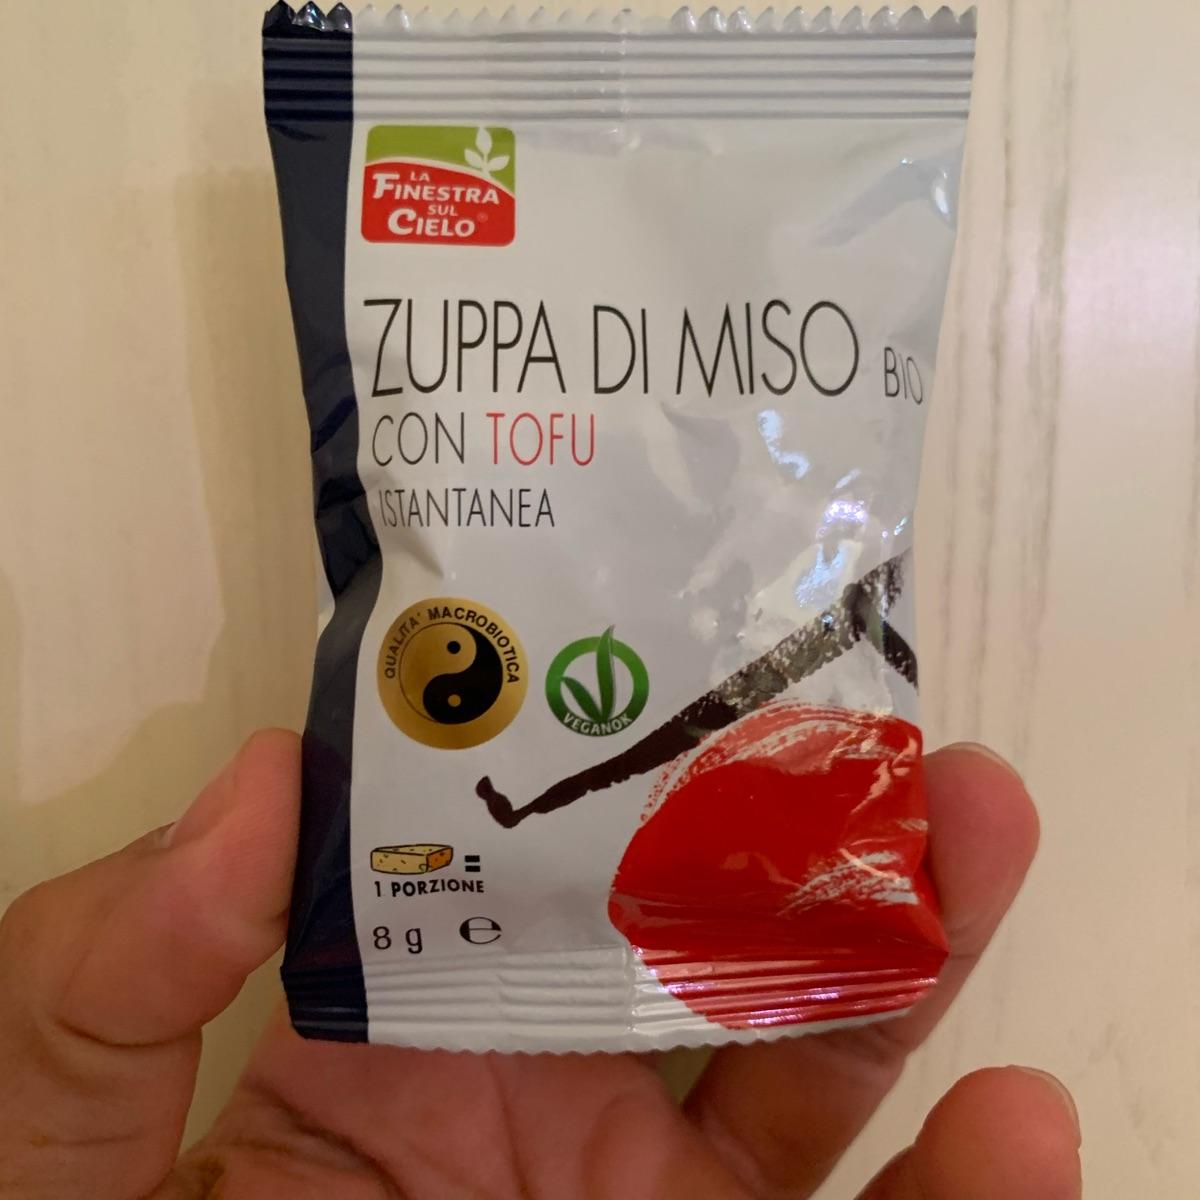 LA
FINESTRA
SUL
CIELO®
ZUPPA DI MISO BIO
CON TOFU
ISTANTANEA
QUALITA' MACROBIOTICA
VEGANOK
=
1 PORZIONE
8 g ℮